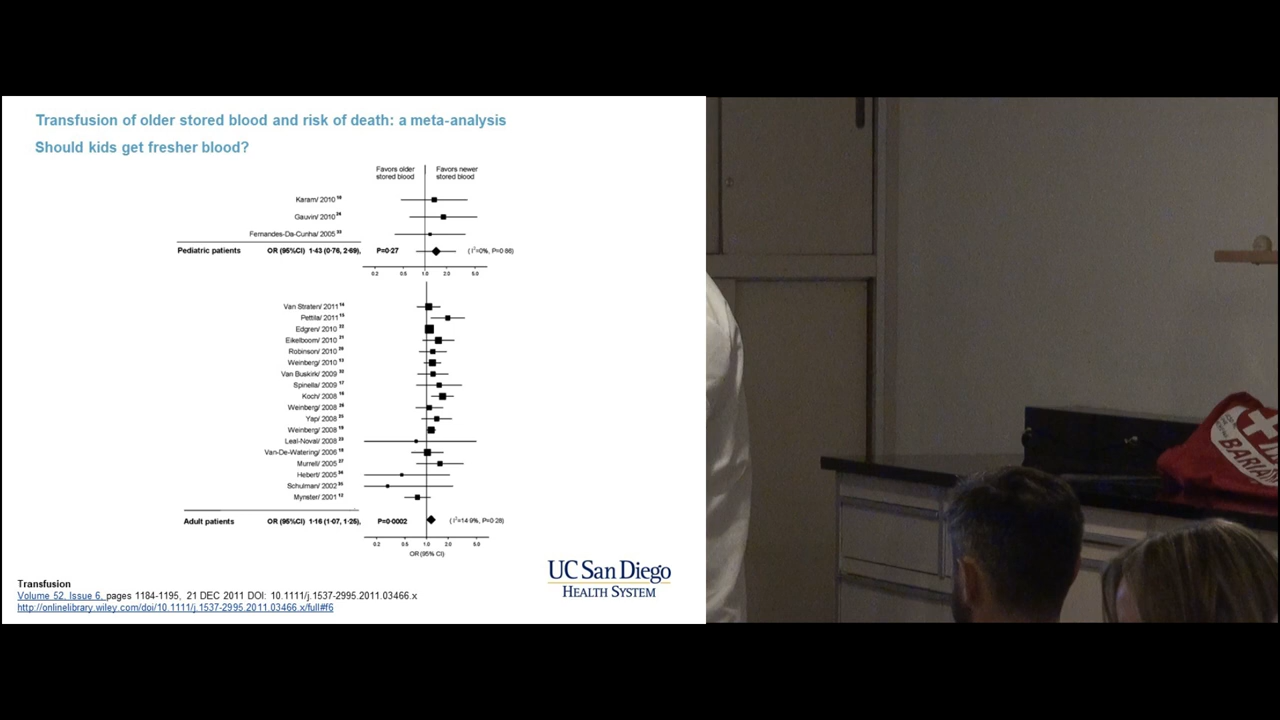 Transfusion of older stored blood and risk of death: a meta-analysis
Should kids get fresher blood?
Favors older stored blood
Favors newer stored blood
Karam/ 2010
Gauvin/ 2010
Fernandes-Da-Cunha/ 2005
Pediatric patients OR (95%CI) 1·43 (0·76, 2·69), P=0·27 (I²=0%, P=0·86)
0.2 0.5 1.0 2.0 5.0
Van Straten/ 2011
Pettila/ 2011
Edgren/ 2010
Eikelboom/ 2010
Robinson/ 2010
Weinberg/ 2010
Van Buskirk/ 2009
Spinella/ 2009
Koch/ 2008
Weinberg/ 2008
Yap/ 2008
Weinberg/ 2008
Leal-Noval/ 2008
Van-De-Watering/ 2006
Murrell/ 2005
Hebert/ 2005
Schulman/ 2002
Mynster/ 2001
Adult patients OR (95%CI) 1·16 (1·07, 1·25), P=0·0002 (I²=14·9%, P=0·28)
0.2 0.5 1.0 2.0 5.0
OR (95% CI)
UC San Diego
HEALTH SYSTEM
Transfusion
Volume 52, Issue 6, pages 1184-1195, 21 DEC 2011 DOI: 10.1111/j.1537-2995.2011.03466.x
http://onlinelibrary.wiley.com/doi/10.1111/j.1537-2995.2011.03466.x/full#f6